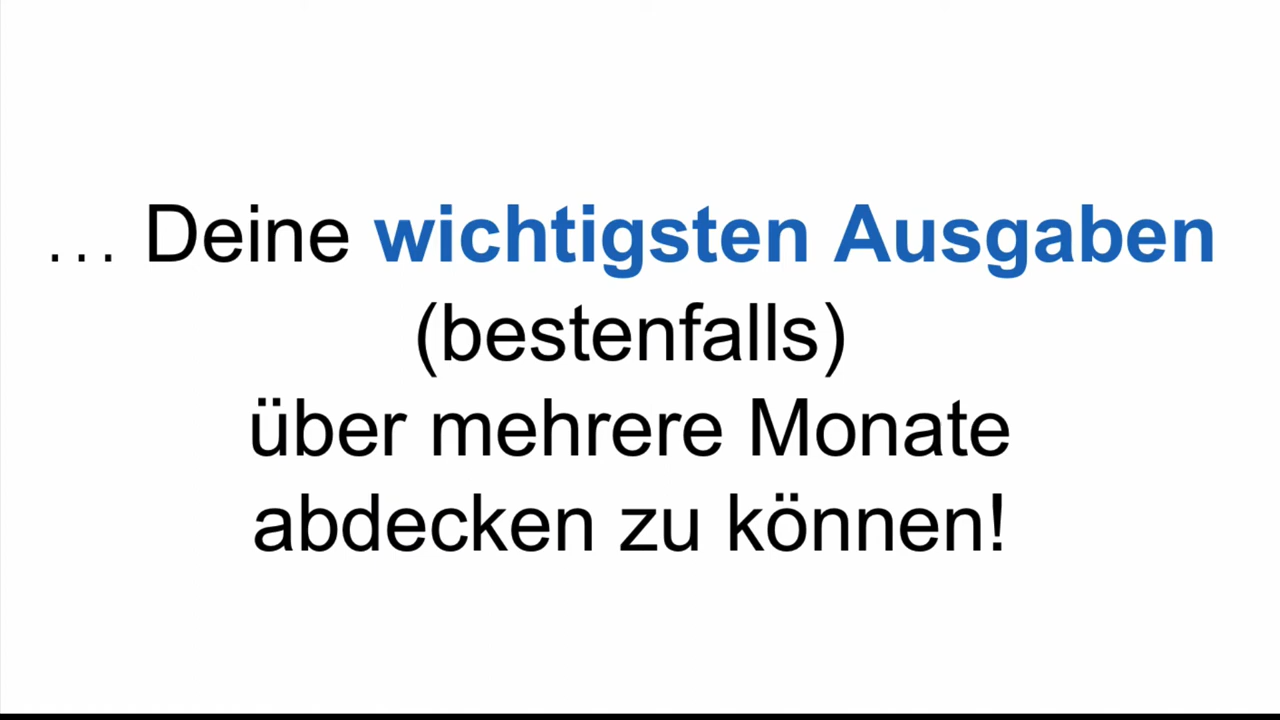 … Deine wichtigsten Ausgaben
(bestenfalls)
über mehrere Monate
abdecken zu können!